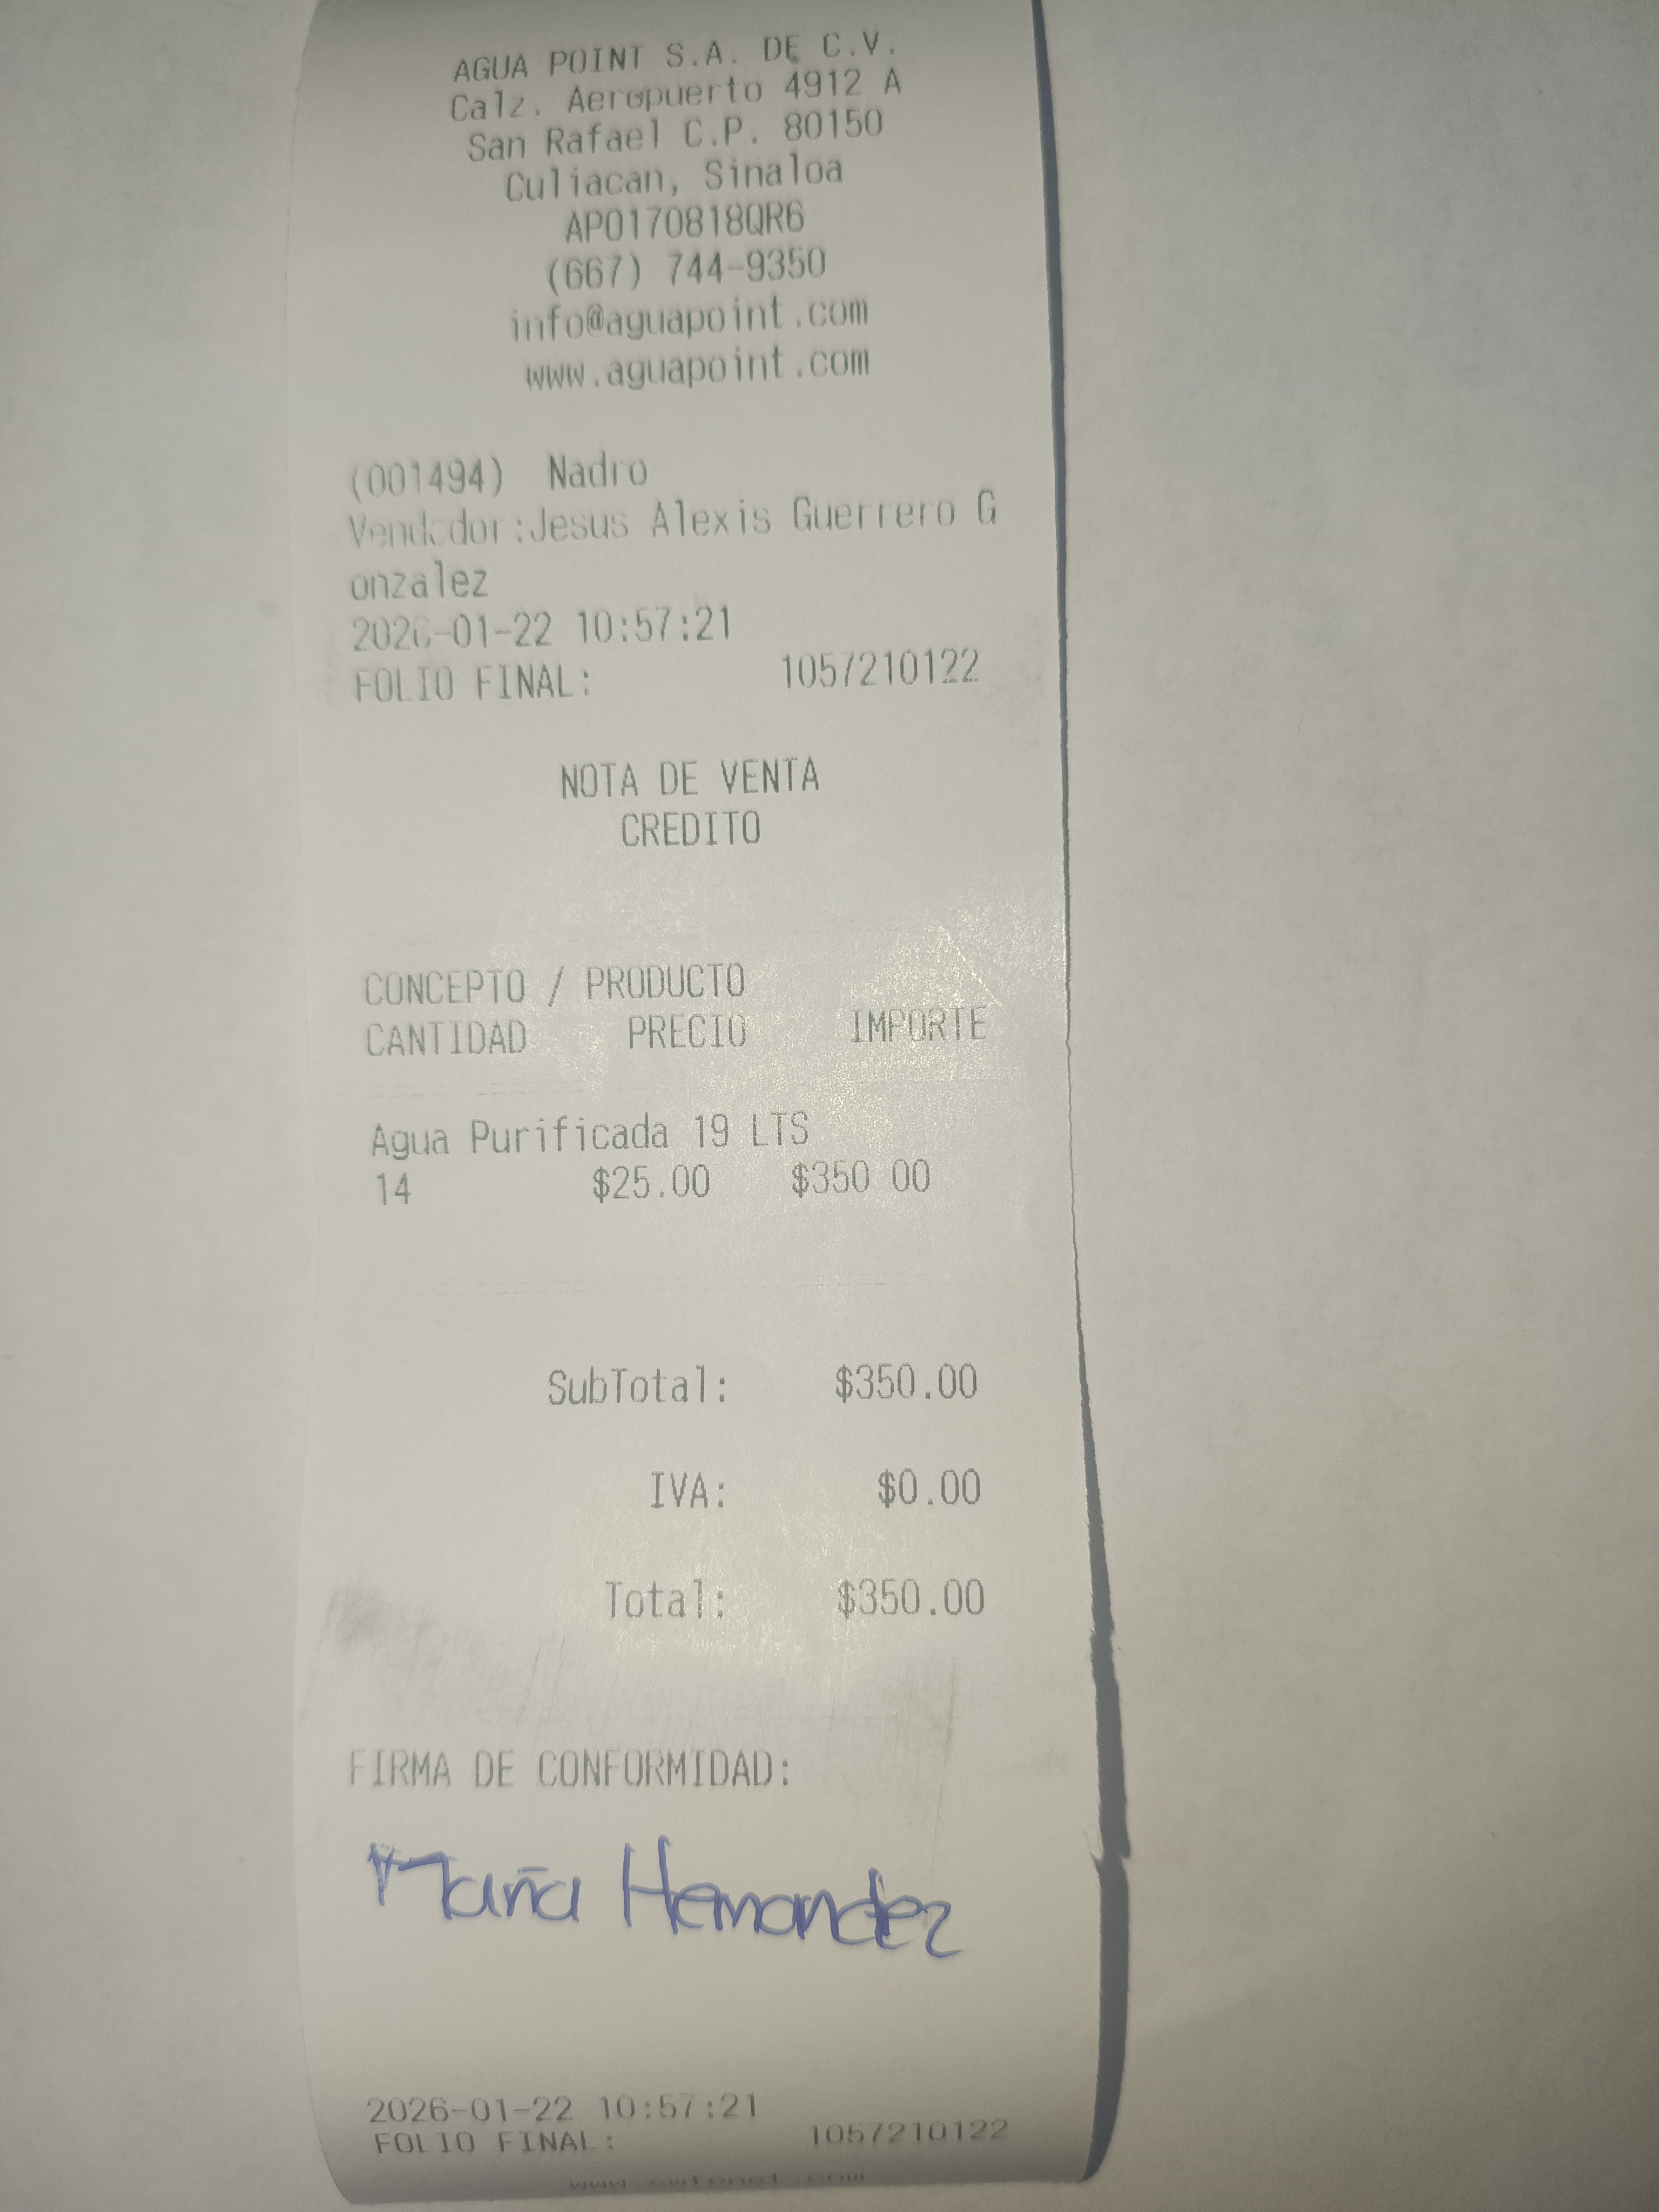 AGUA POINT S.A. DE C.V.
Calz. Aeropuerto 4912 A
San Rafael C.P. 80150
Culiacan, Sinaloa
APO170818QR6
(667) 744-9350
info@aguapoint.com
www.aguapoint.com
(001494) Nadro
Vendedor:Jesus Alexis Guerrero G
onzalez
2026-01-22 10:57:21
FOLIO FINAL: 1057210122
NOTA DE VENTA
CREDITO
CONCEPTO / PRODUCTO
CANTIDAD PRECIO IMPORTE
Agua Purificada 19 LTS
14 $25.00 $350 00
SubTotal: $350.00
IVA: $0.00
Total: $350.00
FIRMA DE CONFORMIDAD:
Maria Hernandez
2026-01-22 10:57:21
FOLIO FINAL: 1057210122